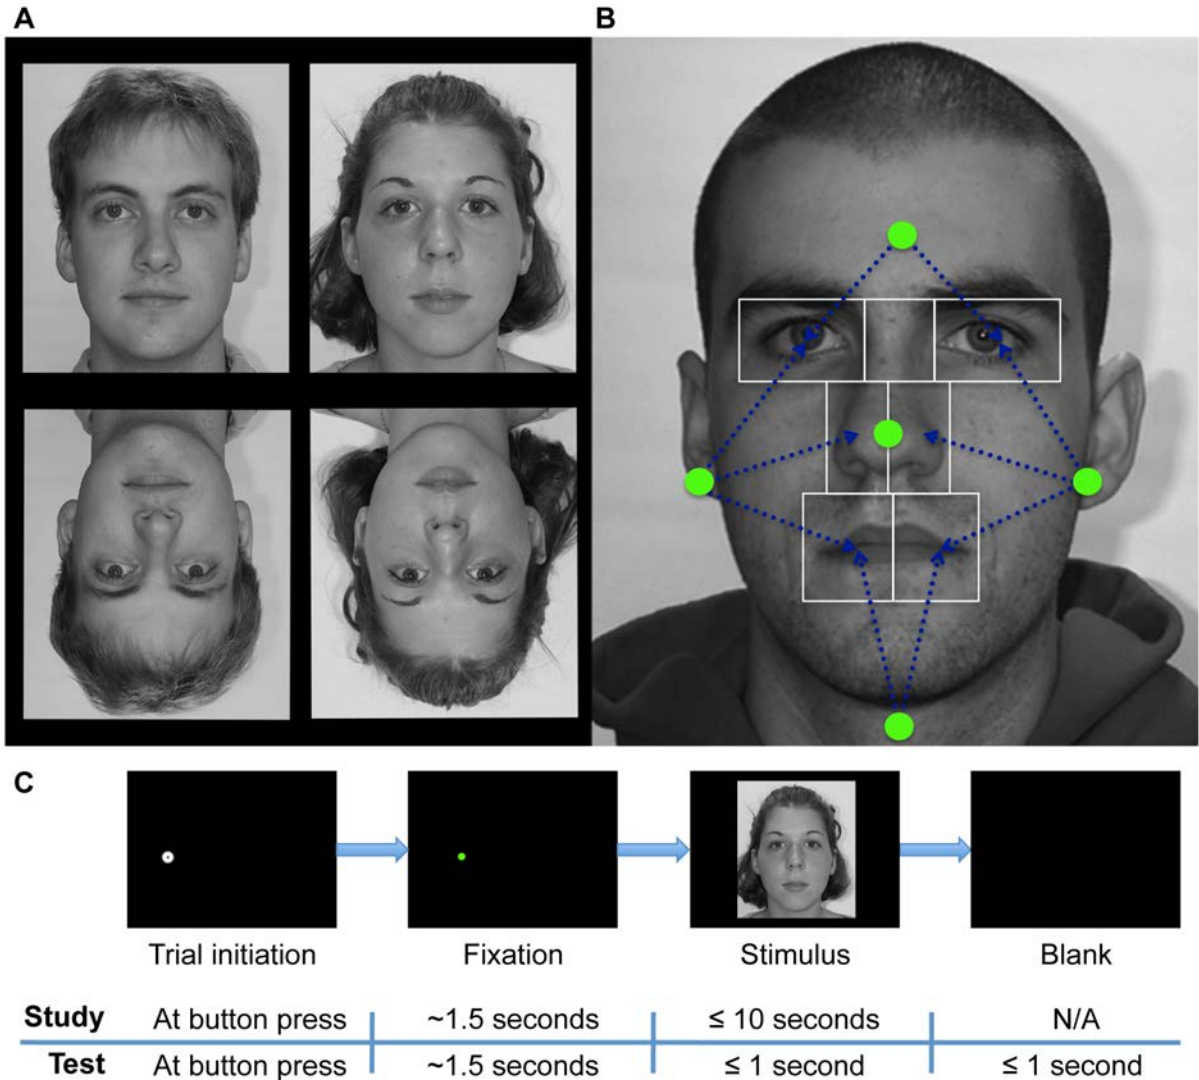 A
B
C
Trial initiation
Fixation
Stimulus
Blank
Study At button press ~1.5 seconds ≤ 10 seconds N/A
Test At button press ~1.5 seconds ≤ 1 second ≤ 1 second